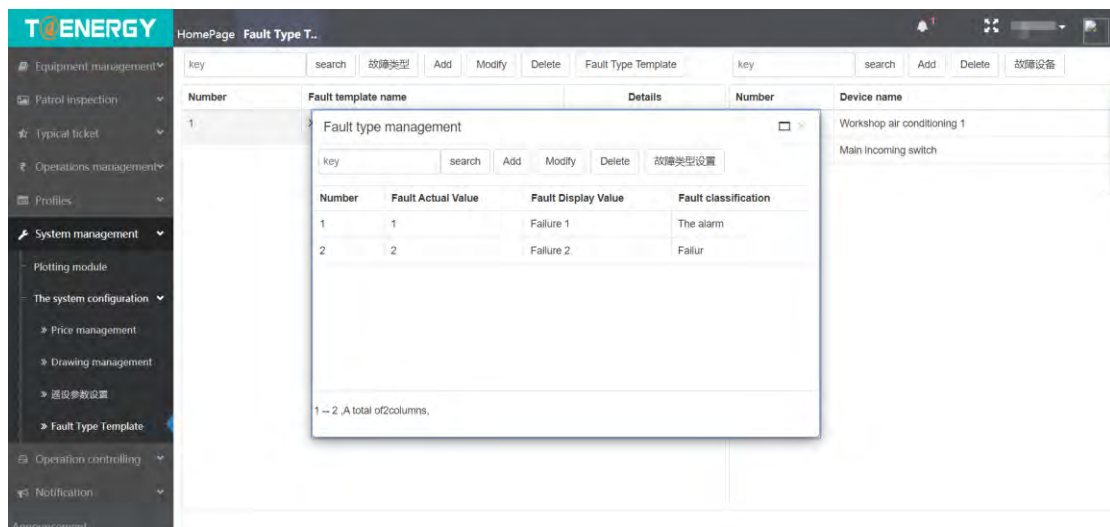 T@ENERGY
HomePage Fault Type T..
1
Equipment management
key search 故障类型 Add Modify Delete Fault Type Template key search Add Delete 故障设备
Patrol inspection
Number Fault template name Details Number Device name
Typical ticket
1
Workshop air conditioning 1
Main incoming switch
Operations management
Profiles
System management
Plotting module
The system configuration
Price management
Drawing management
遥设参数设置
Fault Type Template
Operation controlling
Notification
Announcement
Fault type management
key search Add Modify Delete 故障类型设置
Number Fault Actual Value Fault Display Value Fault classification
1 1 Failure 1 The alarm
2 2 Failure 2 Failur
1 -- 2 ,A total of2columns,